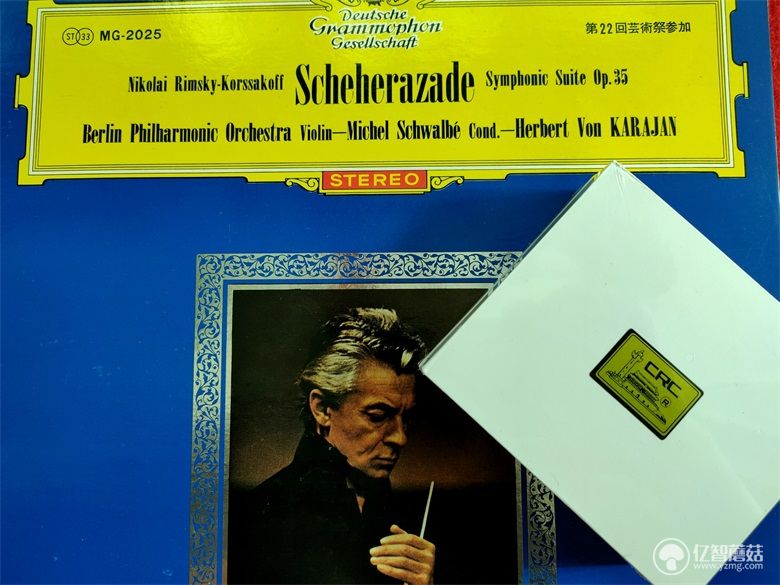 Deutsche
Grammophon
Gesellschaft
ST 33 MG-2025
第22回芸術祭参加
Nikolai Rimsky-Korssakoff Scheherazade Symphonic Suite Op.35
Berlin Philharmonic Orchestra Violin—Michel Schwalbé Cond.—Herbert Von KARAJAN
STEREO
CRC
R
亿智蘑菇
www.yzmg.com